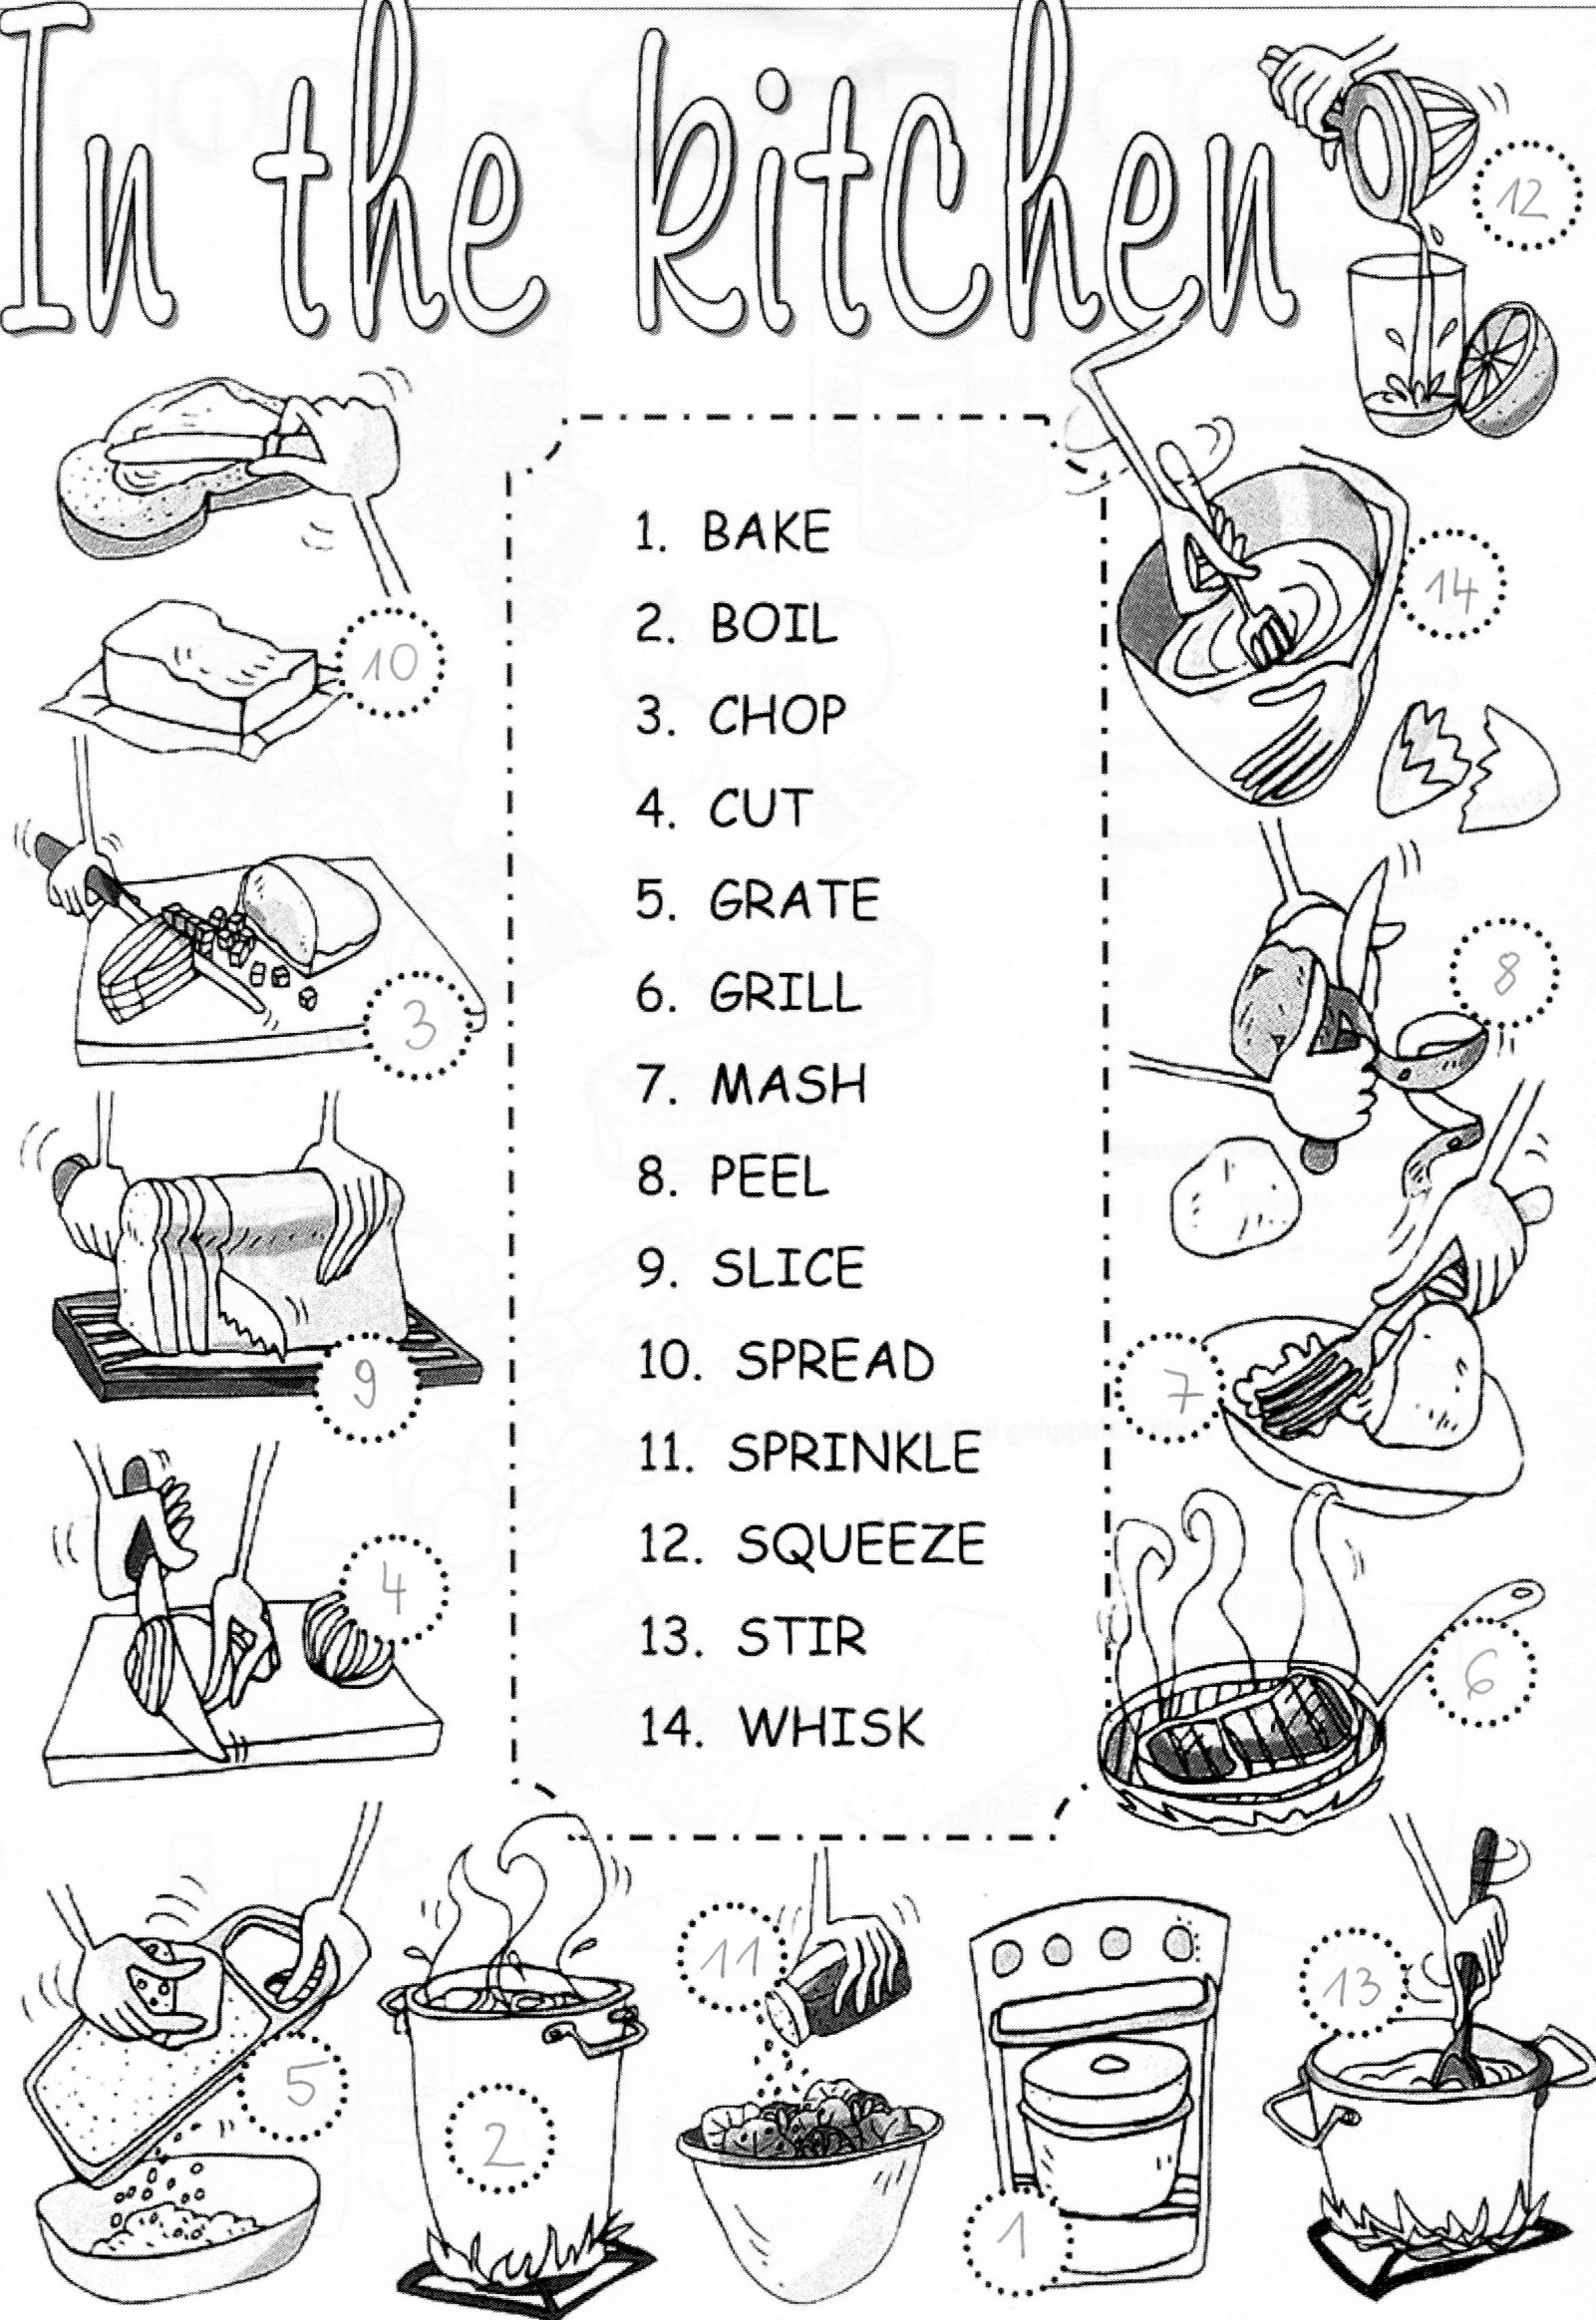 In the kitchen
12
10
14
3
8
9
7
4
6
1. BAKE
2. BOIL
3. CHOP
4. CUT
5. GRATE
6. GRILL
7. MASH
8. PEEL
9. SLICE
10. SPREAD
11. SPRINKLE
12. SQUEEZE
13. STIR
14. WHISK
5
2
11
1
13